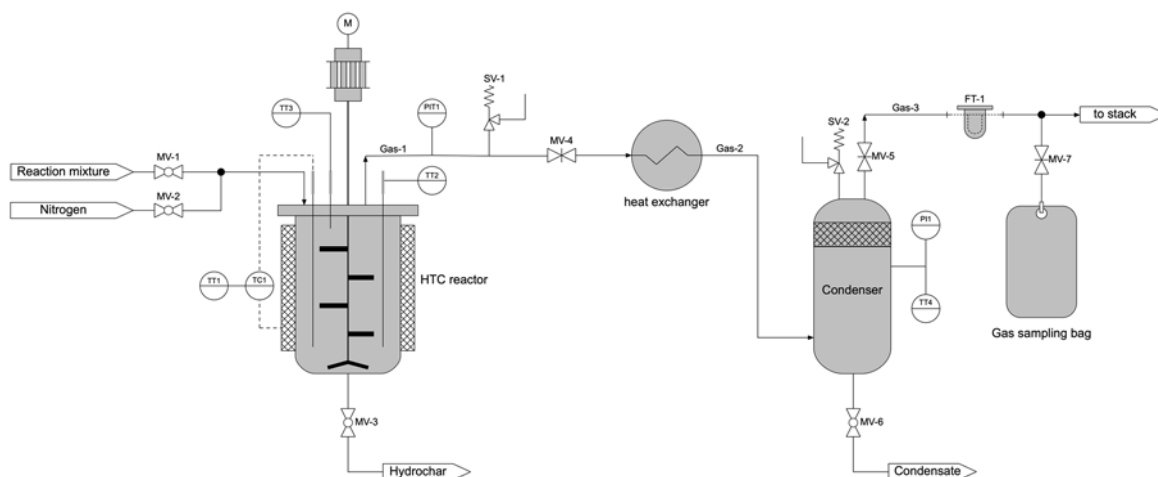 M
SV-1
TT3
PIT1
FT-1
Gas-3
to stack
SV-2
MV-1
Gas-1
MV-4
Gas-2
MV-5
MV-7
Reaction mixture
TT2
MV-2
Nitrogen
heat exchanger
PI1
TT1
TC1
HTC reactor
Condenser
TT4
Gas sampling bag
MV-3
MV-6
Hydrochar
Condensate